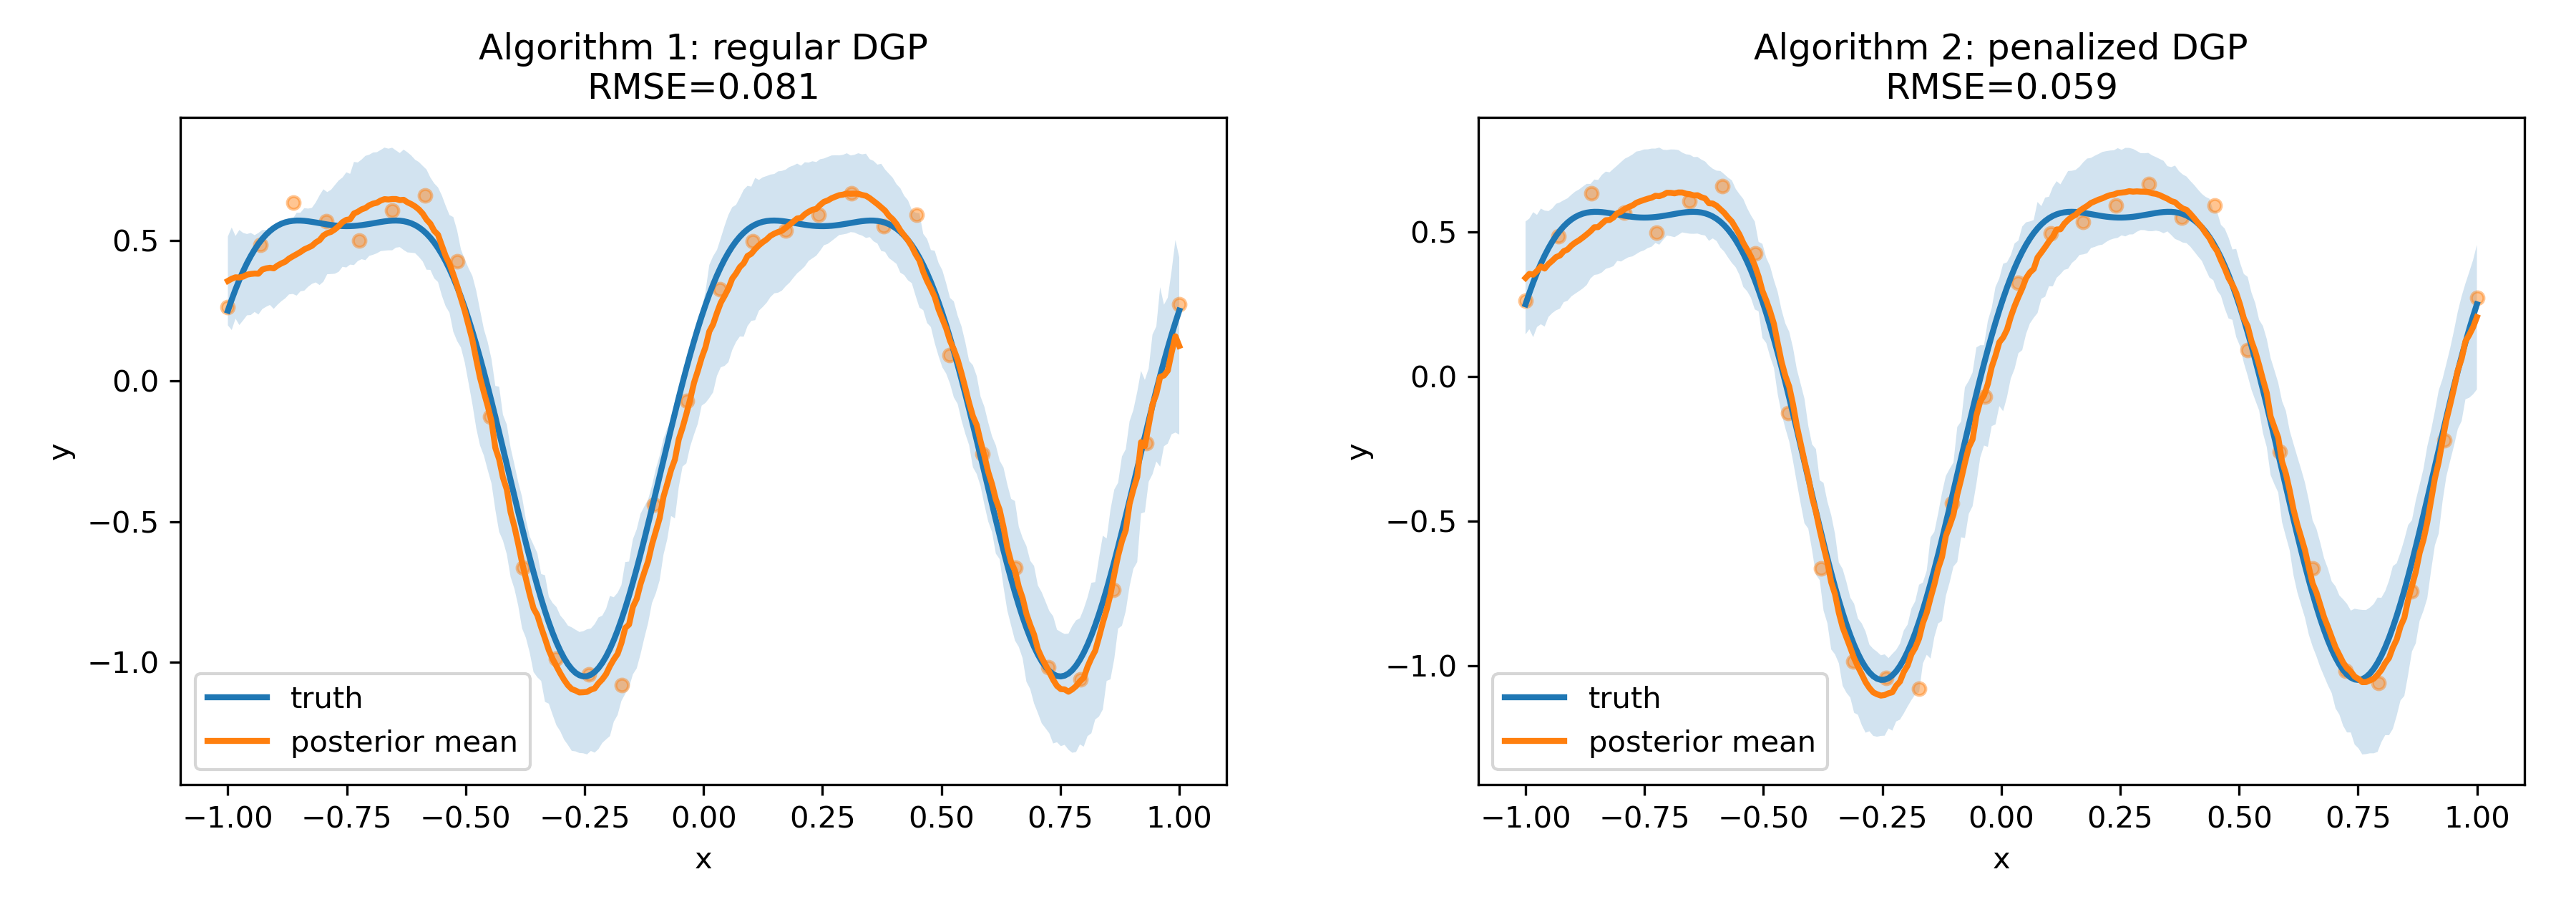 Algorithm 1: regular DGP
RMSE=0.081
y
0.5
0.0
−0.5
−1.0
truth
posterior mean
−1.00 −0.75 −0.50 −0.25 0.00 0.25 0.50 0.75 1.00
x
Algorithm 2: penalized DGP
RMSE=0.059
y
0.5
0.0
−0.5
−1.0
truth
posterior mean
−1.00 −0.75 −0.50 −0.25 0.00 0.25 0.50 0.75 1.00
x